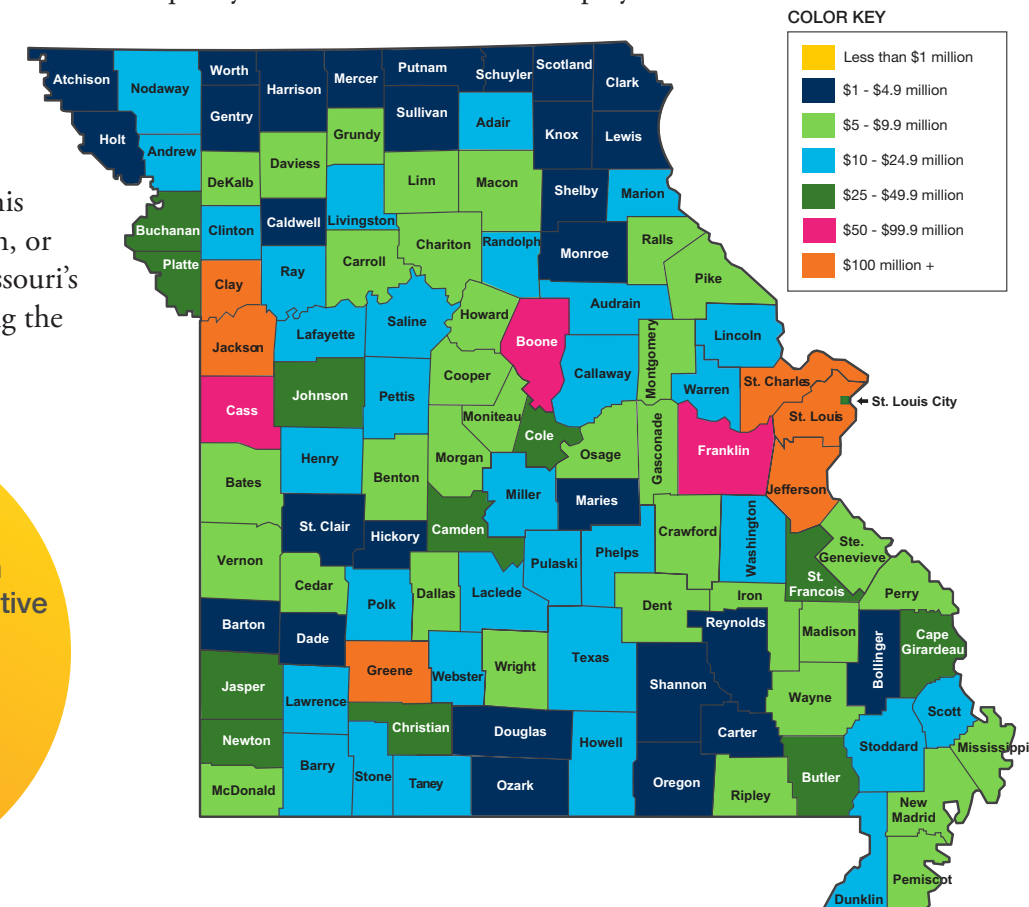 COLOR KEY
Less than $1 million
$1 - $4.9 million
$5 - $9.9 million
$10 - $24.9 million
$25 - $49.9 million
$50 - $99.9 million
$100 million +
n, or
souri's
g the
tive
Atchison
Nodaway
Worth
Harrison
Mercer
Putnam
Schuyler
Scotland
Clark
Gentry
Sullivan
Adair
Knox
Lewis
Holt
Andrew
Grundy
DeKalb
Daviess
Linn
Macon
Shelby
Marion
Buchanan
Clinton
Caldwell
Livingston
Chariton
Randolph
Monroe
Ralls
Platte
Clay
Ray
Carroll
Pike
Saline
Howard
Audrain
Jackson
Lafayette
Boone
Callaway
Montgomery
Lincoln
Cass
Johnson
Pettis
Cooper
Moniteau
Cole
Warren
St. Charles
St. Louis
St. Louis City
Bates
Henry
Benton
Morgan
Miller
Osage
Gasconade
Franklin
Jefferson
St. Clair
Hickory
Camden
Maries
Crawford
Washington
Ste.
Genevieve
Vernon
Cedar
Polk
Dallas
Laclede
Pulaski
Phelps
Dent
Iron
St.
Francois
Perry
Barton
Dade
Greene
Webster
Wright
Texas
Reynolds
Madison
Bollinger
Cape
Girardeau
Jasper
Lawrence
Shannon
Wayne
Scott
Newton
Christian
Douglas
Howell
Carter
Stoddard
Mississippi
McDonald
Barry
Stone
Taney
Ozark
Oregon
Ripley
Butler
New
Madrid
Pemiscot
Dunklin